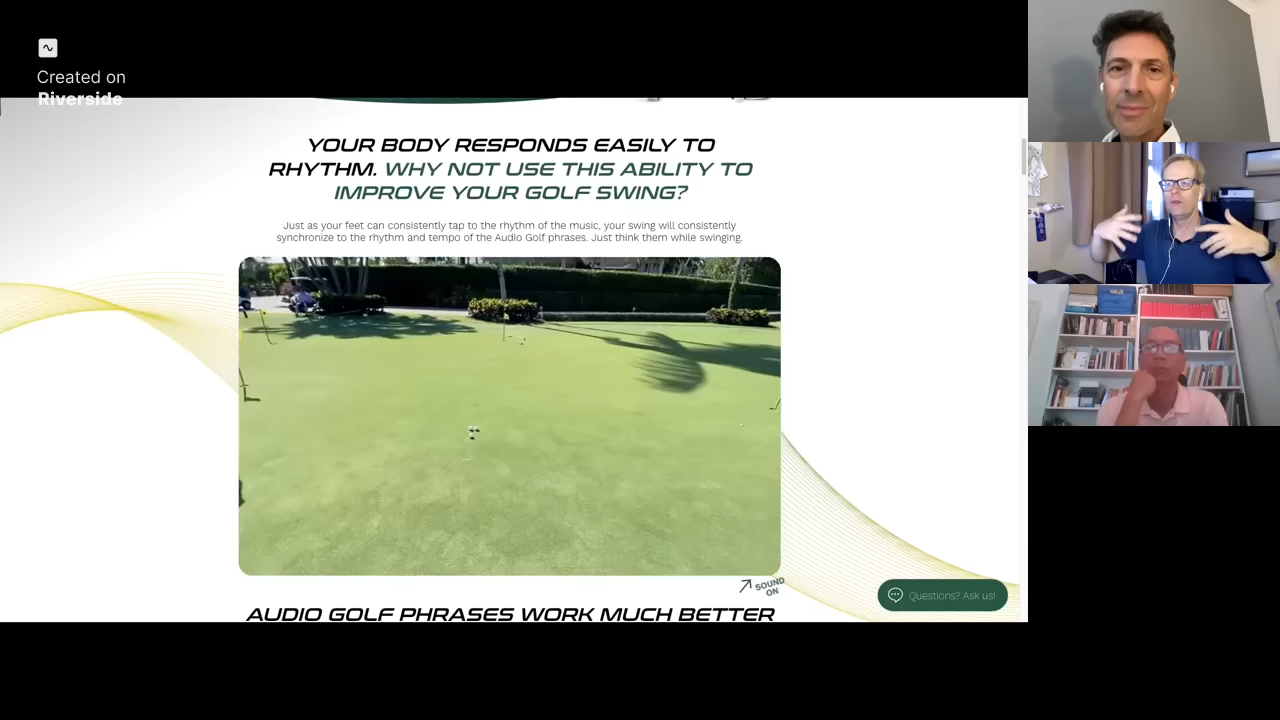 Created on
Riverside
YOUR BODY RESPONDS EASILY TO
RHYTHM. WHY NOT USE THIS ABILITY TO
IMPROVE YOUR GOLF SWING?
Just as your feet can consistently tap to the rhythm of the music, your swing will consistently
synchronize to the rhythm and tempo of the Audio Golf phrases. Just think them while swinging.
SOUND
ON
Questions? Ask us!
AUDIO GOLF PHRASES WORK MUCH BETTER